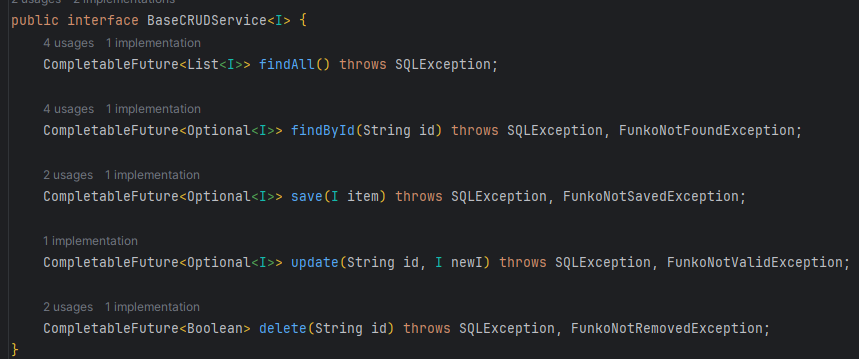 2 usages 2 implementations
public interface BaseCRUDService<I> {
4 usages 1 implementation
CompletableFuture<List<I>> findAll() throws SQLException;
4 usages 1 implementation
CompletableFuture<Optional<I>> findById(String id) throws SQLException, FunkoNotFoundException;
2 usages 1 implementation
CompletableFuture<Optional<I>> save(I item) throws SQLException, FunkoNotSavedException;
1 implementation
CompletableFuture<Optional<I>> update(String id, I newI) throws SQLException, FunkoNotValidException;
2 usages 1 implementation
CompletableFuture<Boolean> delete(String id) throws SQLException, FunkoNotRemovedException;
}